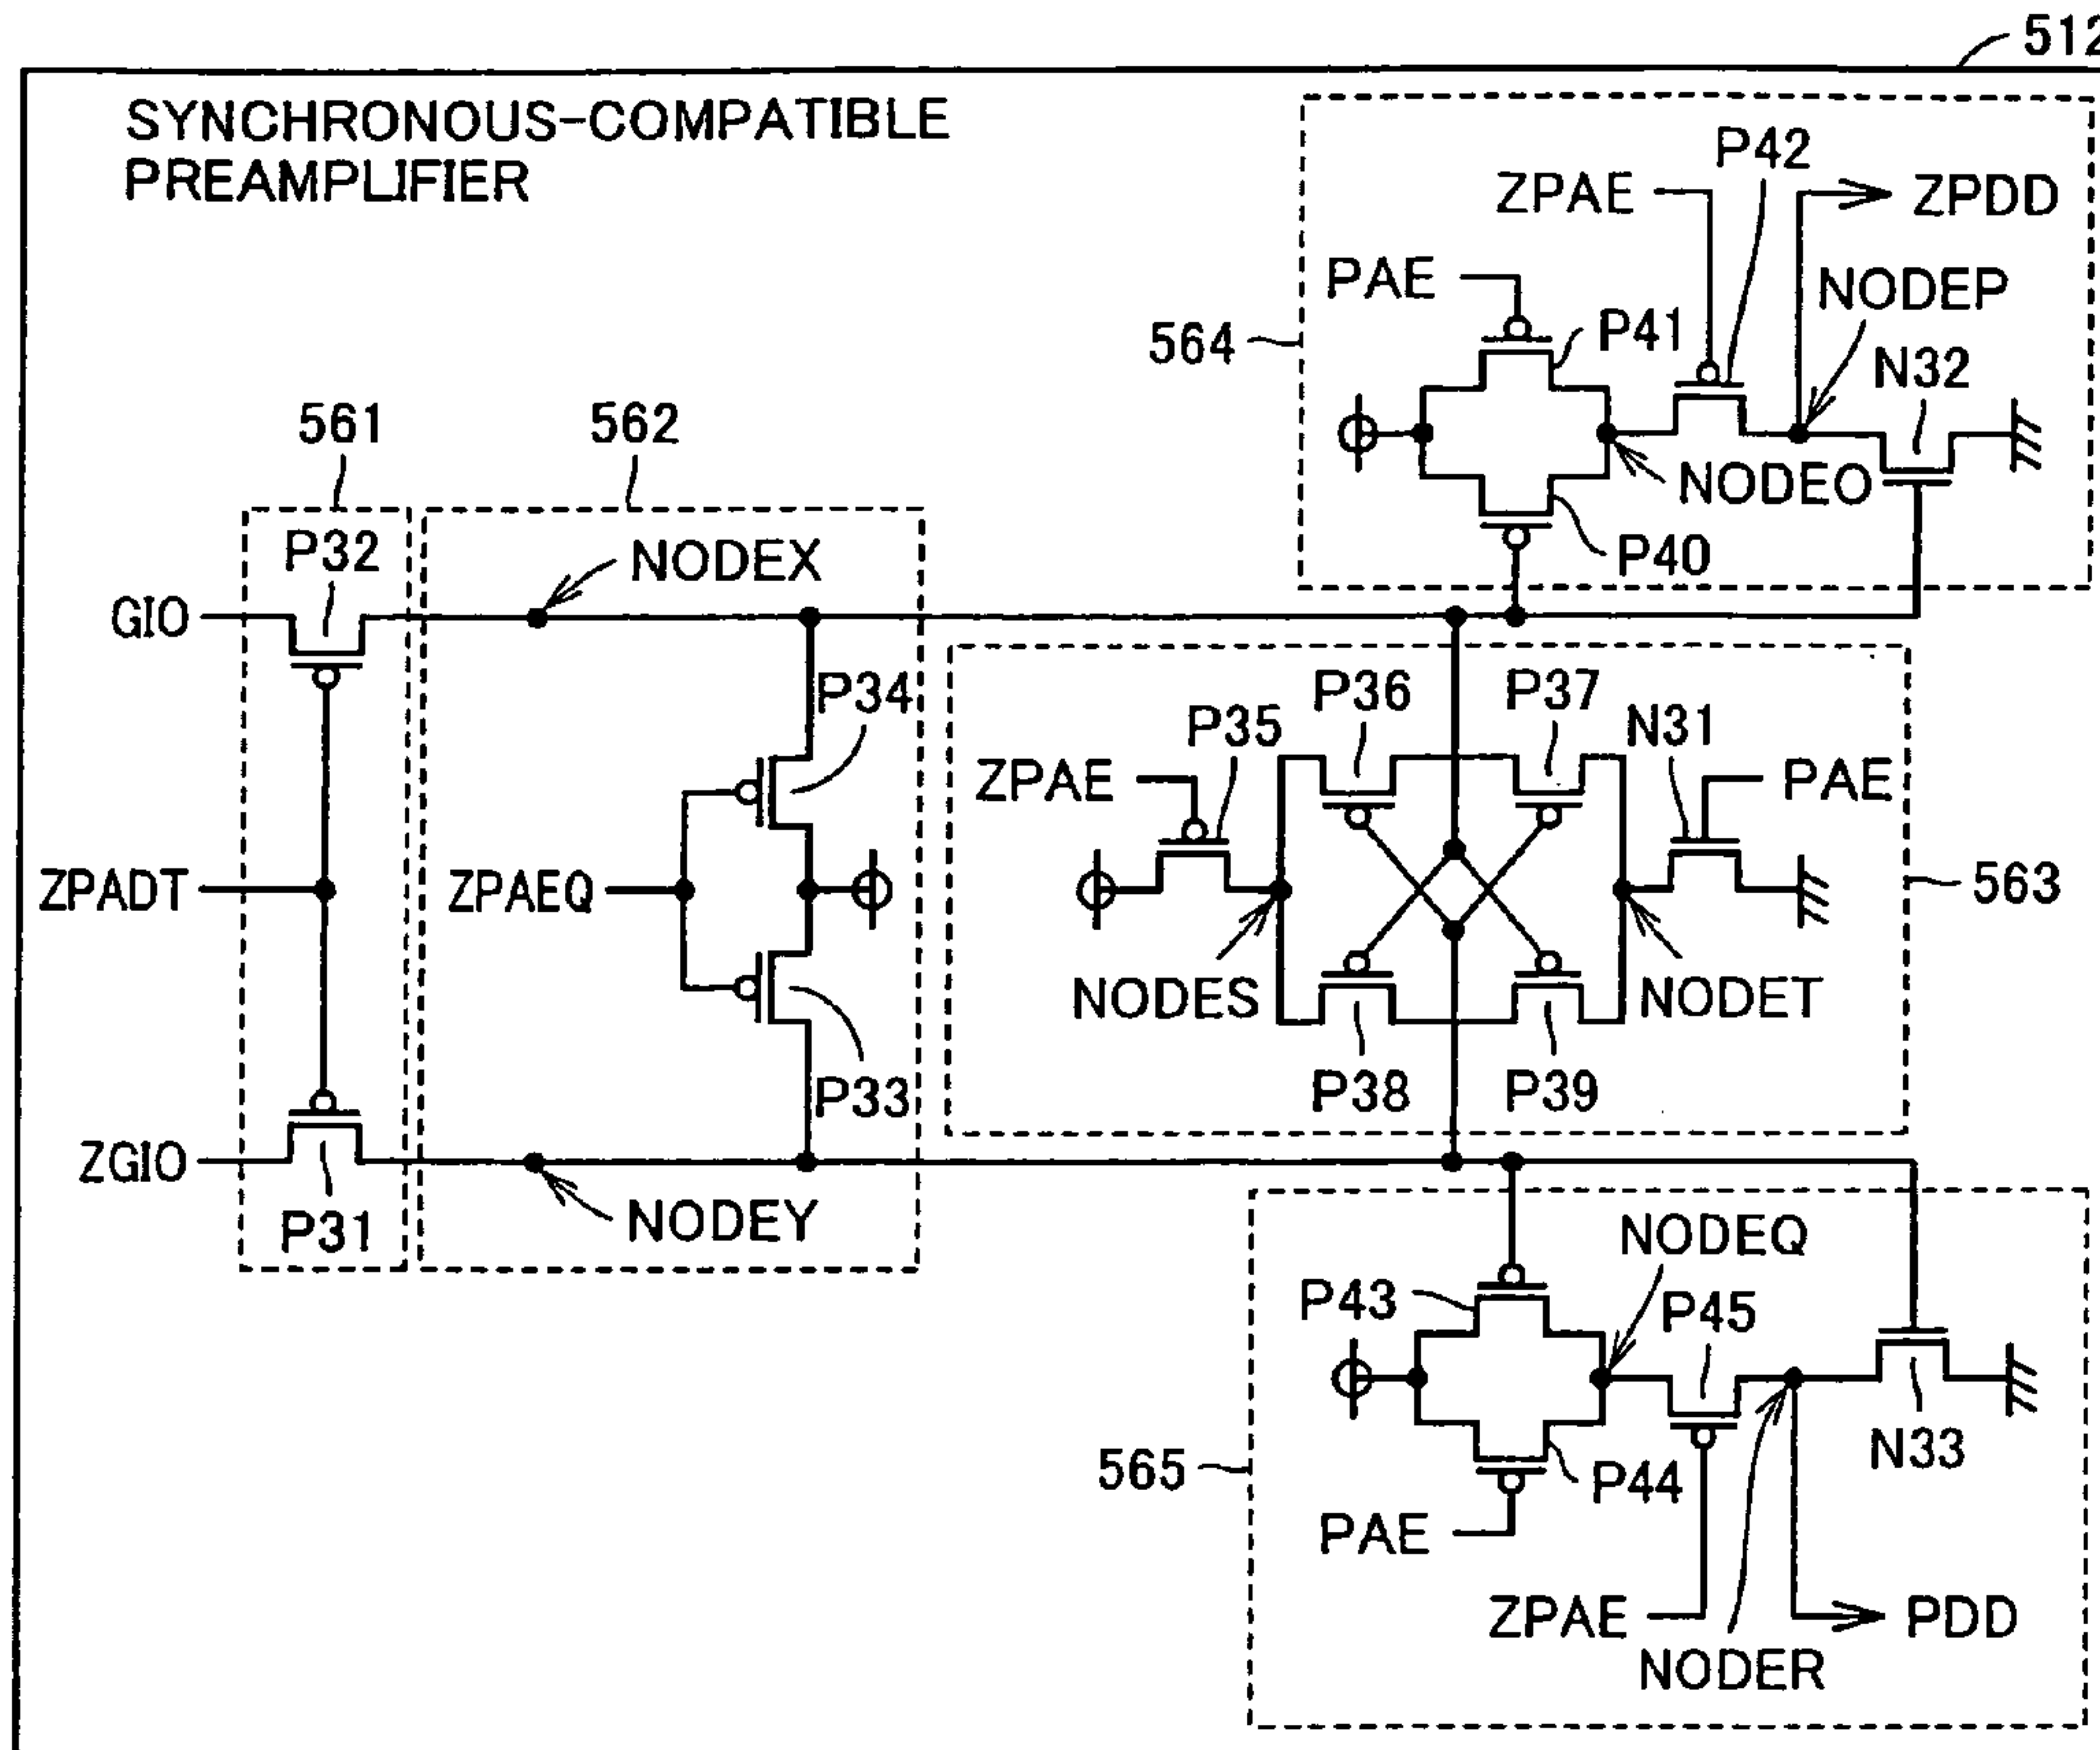 512
SYNCHRONOUS-COMPATIBLE
PREAMPLIFIER
P42
ZPAE
ZPDD
PAE
NODEP
564
P41
N32
561
562
NODEO
P32
NODEX
P40
GIO
P34
P36
P37
P35
N31
ZPAE
PAE
ZPADT
ZPAEQ
563
NODES
NODET
P33
P38
P39
ZGIO
P31
NODEY
NODEQ
P43
P45
565
P44
N33
PAE
ZPAE
PDD
NODER